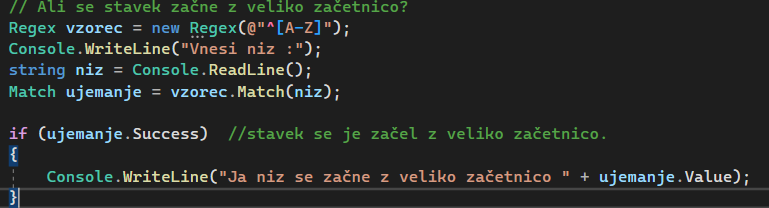 // Ali se stavek začne z veliko začetnico?
Regex vzorec = new Regex(@"^[A-Z]");
Console.WriteLine("Vnesi niz :");
string niz = Console.ReadLine();
Match ujemanje = vzorec.Match(niz);
if (ujemanje.Success)  //stavek se je začel z veliko začetnico.
{
    Console.WriteLine("Ja niz se začne z veliko začetnico " + ujemanje.Value);
}